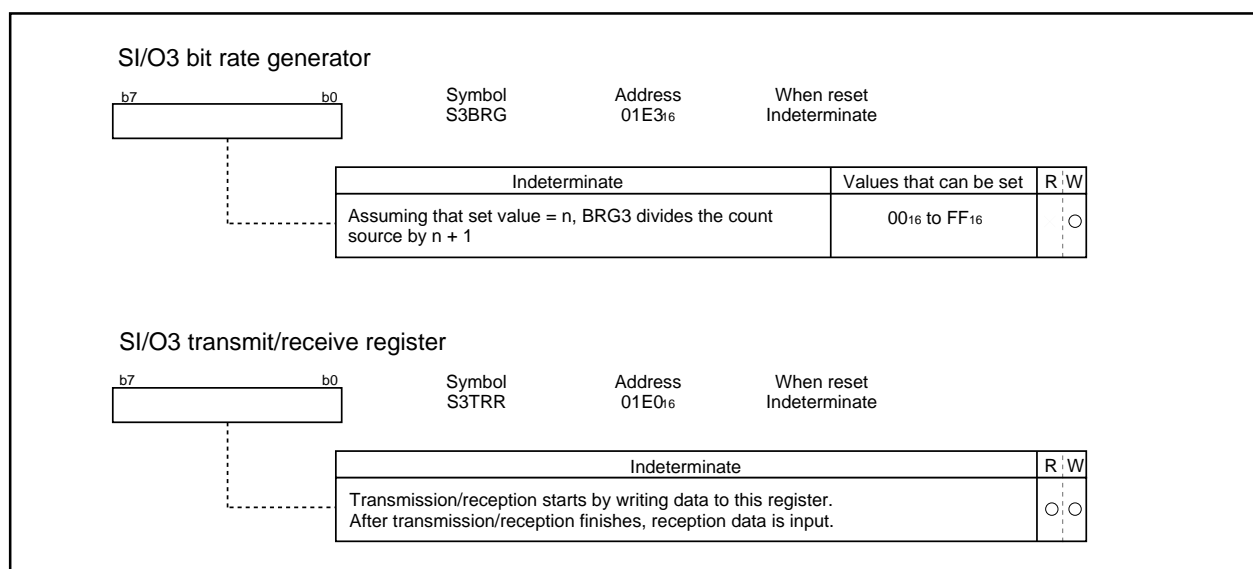 SI/O3 bit rate generator
b7 b0 Symbol Address When reset
S3BRG 01E3₁₆ Indeterminate
Indeterminate Values that can be set R W
Assuming that set value = n, BRG3 divides the count
source by n + 1
00₁₆ to FF₁₆ ○
SI/O3 transmit/receive register
b7 b0 Symbol Address When reset
S3TRR 01E0₁₆ Indeterminate
Indeterminate R W
Transmission/reception starts by writing data to this register.
After transmission/reception finishes, reception data is input.
○ ○